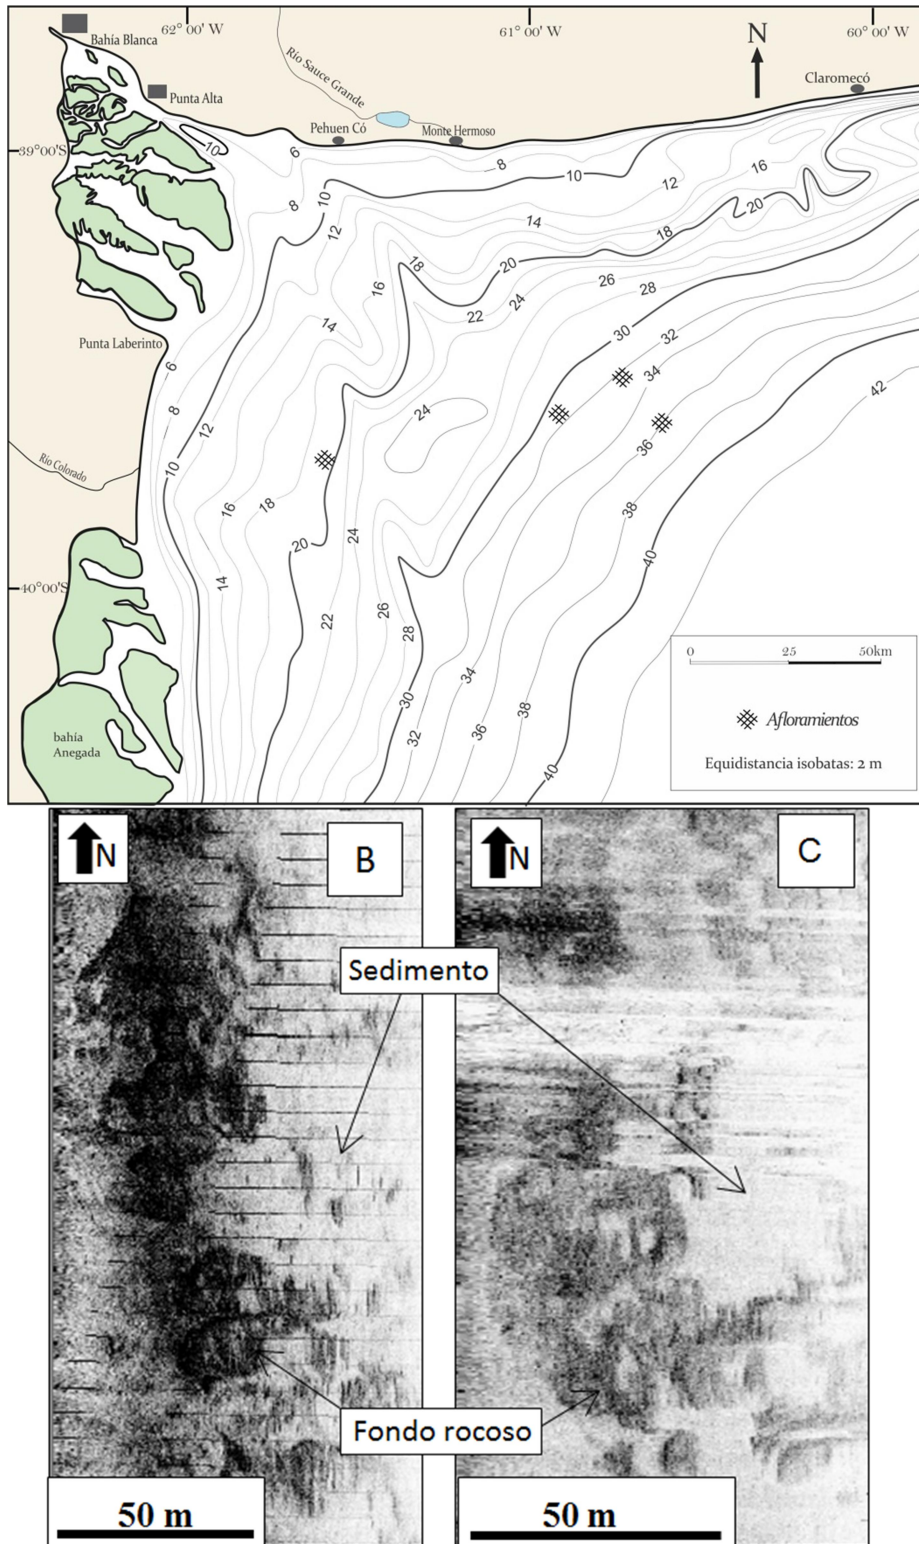 62°00' W
61°00' W
60°00' W
Bahía Blanca
Río Sauce Grande
N
Claromecó
Punta Alta
Pehuen Có
Monte Hermoso
39°00'S
10
6
8
10
12
16
8
10
12
14
18
20
16
18
20
26
28
22
24
14
30
32
34
42
Punta Laberinto
6
8
12
24
10
36
Río Colorado
16
18
38
20
24
40
40°00'S
14
22
26
28
34
30
38
32
36
40
0 25 50km
Afloramientos
Equidistancia isobatas: 2 m
bahía
Anegada
N
B
N
C
Sedimento
Fondo rocoso
50 m
50 m